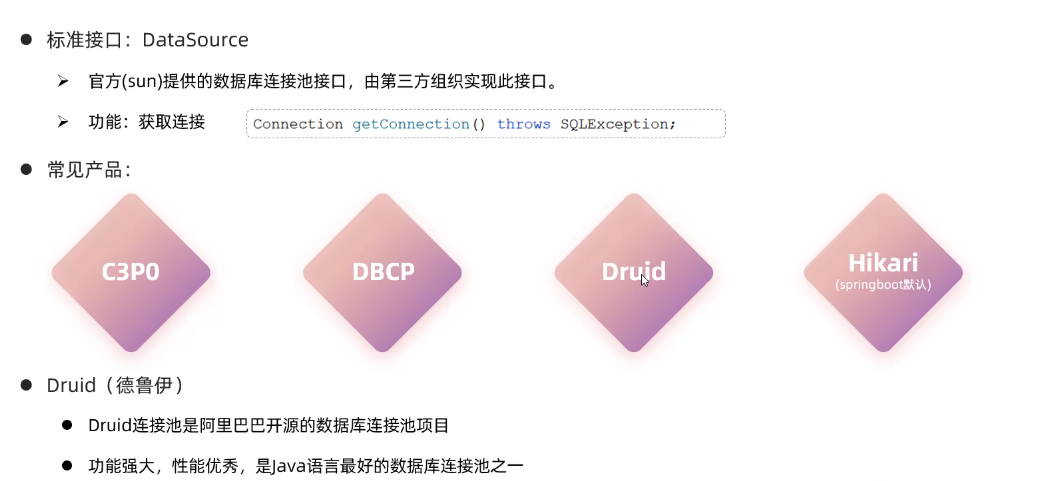 标准接口：DataSource
官方(sun)提供的数据库连接池接口，由第三方组织实现此接口。
功能：获取连接 Connection getConnection() throws SQLException;
常见产品：
C3P0 DBCP Druid Hikari
(springboot默认)
Druid（德鲁伊）
Druid连接池是阿里巴巴开源的数据库连接池项目
功能强大，性能优秀，是Java语言最好的数据库连接池之一